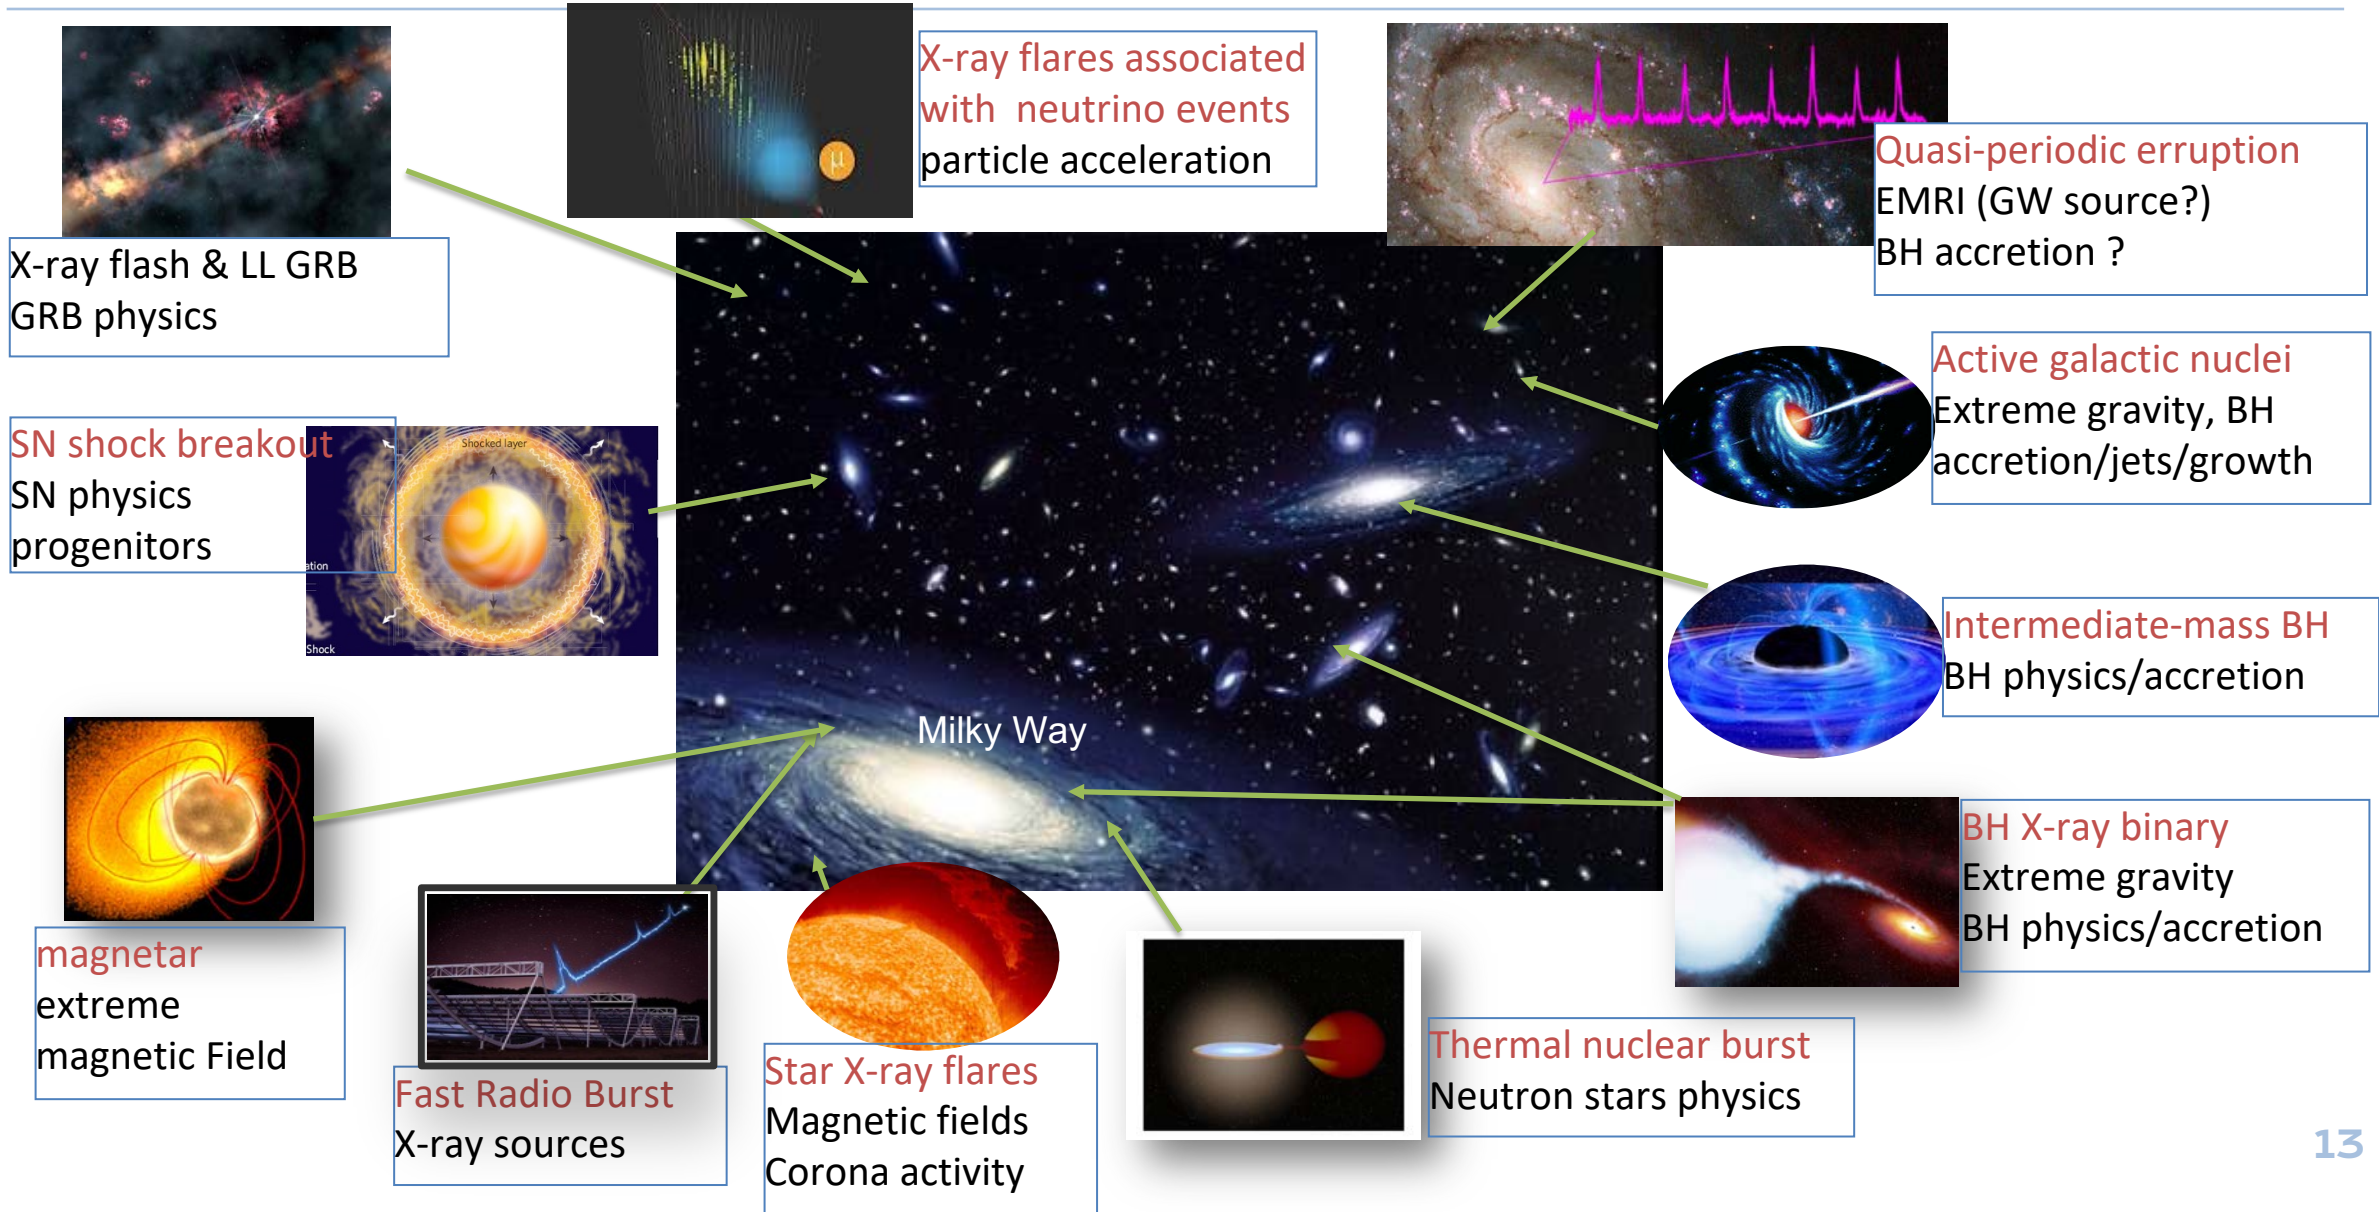 X-ray flares associated
with neutrino events
particle acceleration
μ
Quasi-periodic erruption
EMRI (GW source?)
BH accretion ?
X-ray flash & LL GRB
GRB physics
Active galactic nuclei
Extreme gravity, BH
accretion/jets/growth
SN shock breakout
SN physics
progenitors
Shocked layer
ation
Shock
Intermediate-mass BH
BH physics/accretion
Milky Way
BH X-ray binary
Extreme gravity
BH physics/accretion
magnetar
extreme
magnetic Field
Fast Radio Burst
X-ray sources
Star X-ray flares
Magnetic fields
Corona activity
Thermal nuclear burst
Neutron stars physics
13